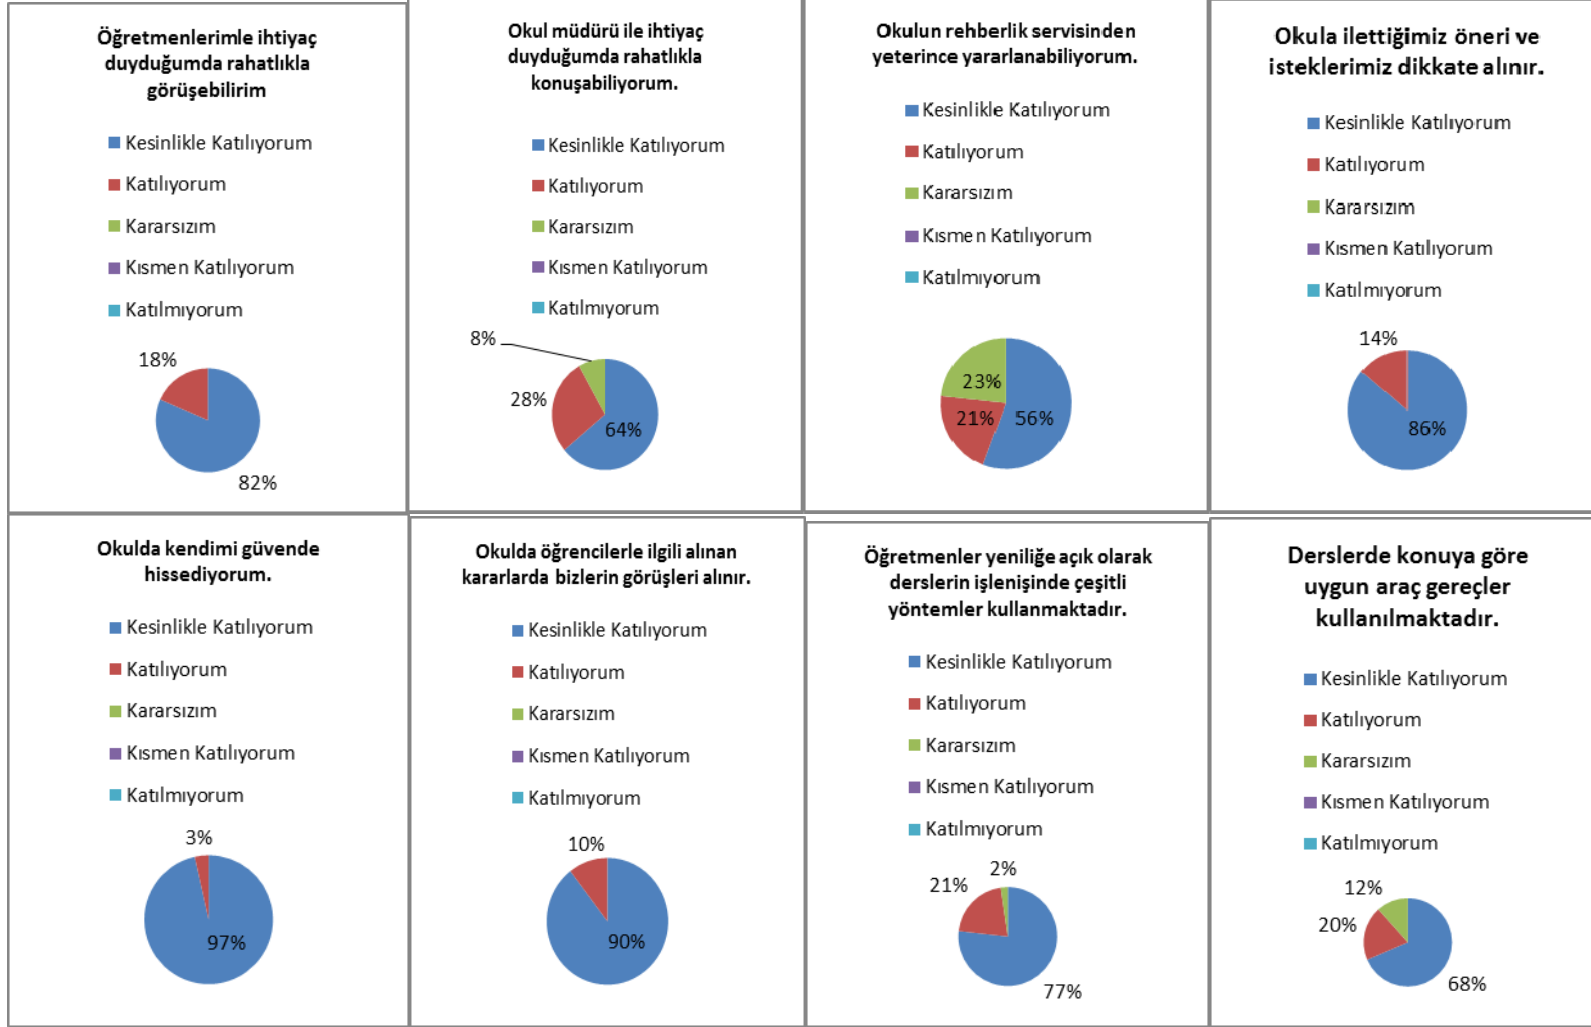 Öğretmenlerimle ihtiyaç
duyduğumda rahatlıkla
görüşebilirim
Kesinlikle Katılıyorum
Katılıyorum
Kararsızım
Kısmen Katılıyorum
Katılmıyorum
18%
82%
Okul müdürü ile ihtiyaç
duyduğumda rahatlıkla
konuşabiliyorum.
Kesinlikle Katılıyorum
Katılıyorum
Kararsızım
Kısmen Katılıyorum
Katılmıyorum
8%
28%
64%
Okulun rehberlik servisinden
yeterince yararlanabiliyorum.
Kesinlikle Katılıyorum
Katılıyorum
Kararsızım
Kısmen Katılıyorum
Katılmıyorum
23%
21%
56%
Okula ilettiğimiz öneri ve
isteklerimiz dikkate alınır.
Kesinlikle Katılıyorum
Katılıyorum
Kararsızım
Kısmen Katılıyorum
Katılmıyorum
14%
86%
Okulda kendimi güvende
hissediyorum.
Kesinlikle Katılıyorum
Katılıyorum
Kararsızım
Kısmen Katılıyorum
Katılmıyorum
3%
97%
Okulda öğrencilerle ilgili alınan
kararlarda bizlerin görüşleri alınır.
Kesinlikle Katılıyorum
Katılıyorum
Kararsızım
Kısmen Katılıyorum
Katılmıyorum
10%
90%
Öğretmenler yeniliğe açık olarak
derslerin işlenişinde çeşitli
yöntemler kullanmaktadır.
Kesinlikle Katılıyorum
Katılıyorum
Kararsızım
Kısmen Katılıyorum
Katılmıyorum
2%
21%
77%
Derslerde konuya göre
uygun araç gereçler
kullanılmaktadır.
Kesinlikle Katılıyorum
Katılıyorum
Kararsızım
Kısmen Katılıyorum
Katılmıyorum
12%
20%
68%